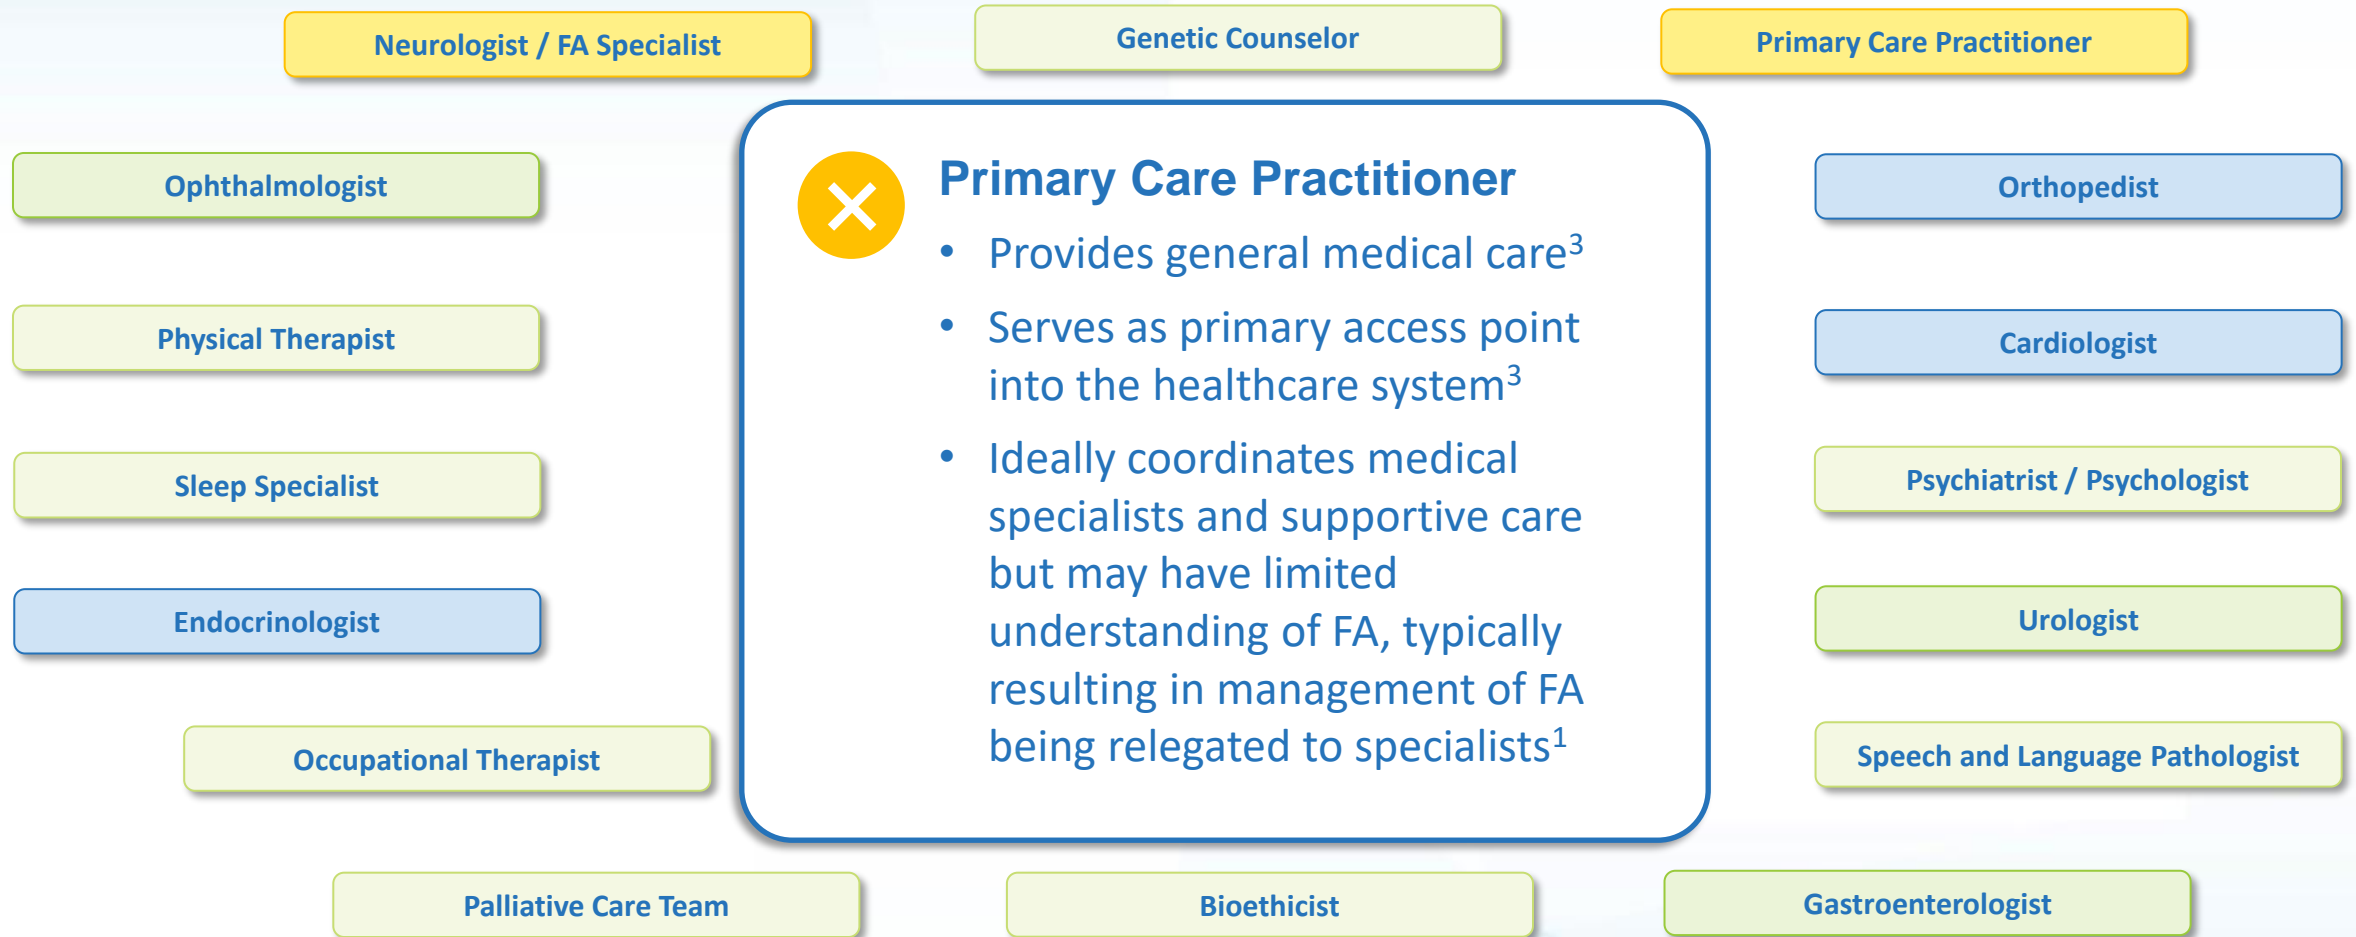 Neurologist / FA Specialist
Genetic Counselor
Primary Care Practitioner
Ophthalmologist
Physical Therapist
Sleep Specialist
Endocrinologist
Occupational Therapist
Primary Care Practitioner
• Provides general medical care³
• Serves as primary access point
into the healthcare system³
• Ideally coordinates medical
specialists and supportive care
but may have limited
understanding of FA, typically
resulting in management of FA
being relegated to specialists¹
Orthopedist
Cardiologist
Psychiatrist / Psychologist
Urologist
Speech and Language Pathologist
Palliative Care Team
Bioethicist
Gastroenterologist